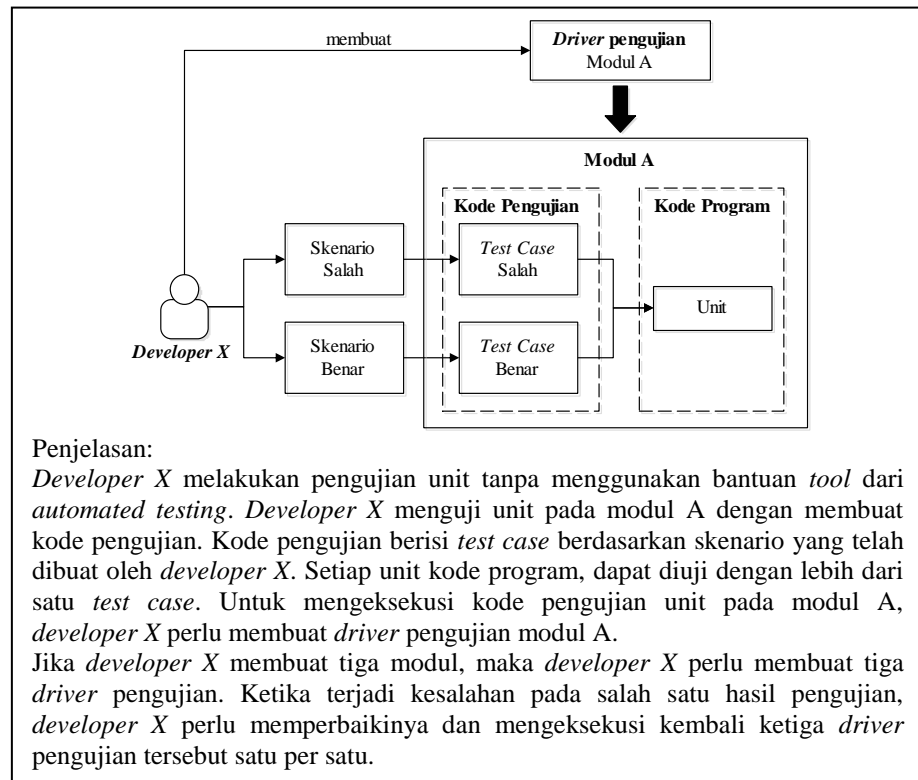 membuat
Driver pengujian
Modul A
Modul A
Kode Pengujian
Kode Program
Skenario
Salah
Test Case
Salah
Unit
Developer X
Skenario
Benar
Test Case
Benar
Penjelasan:
Developer X melakukan pengujian unit tanpa menggunakan bantuan tool dari
automated testing. Developer X menguji unit pada modul A dengan membuat
kode pengujian. Kode pengujian berisi test case berdasarkan skenario yang telah
dibuat oleh developer X. Setiap unit kode program, dapat diuji dengan lebih dari
satu test case. Untuk mengeksekusi kode pengujian unit pada modul A,
developer X perlu membuat driver pengujian modul A.
Jika developer X membuat tiga modul, maka developer X perlu membuat tiga
driver pengujian. Ketika terjadi kesalahan pada salah satu hasil pengujian,
developer X perlu memperbaikinya dan mengeksekusi kembali ketiga driver
pengujian tersebut satu per satu.